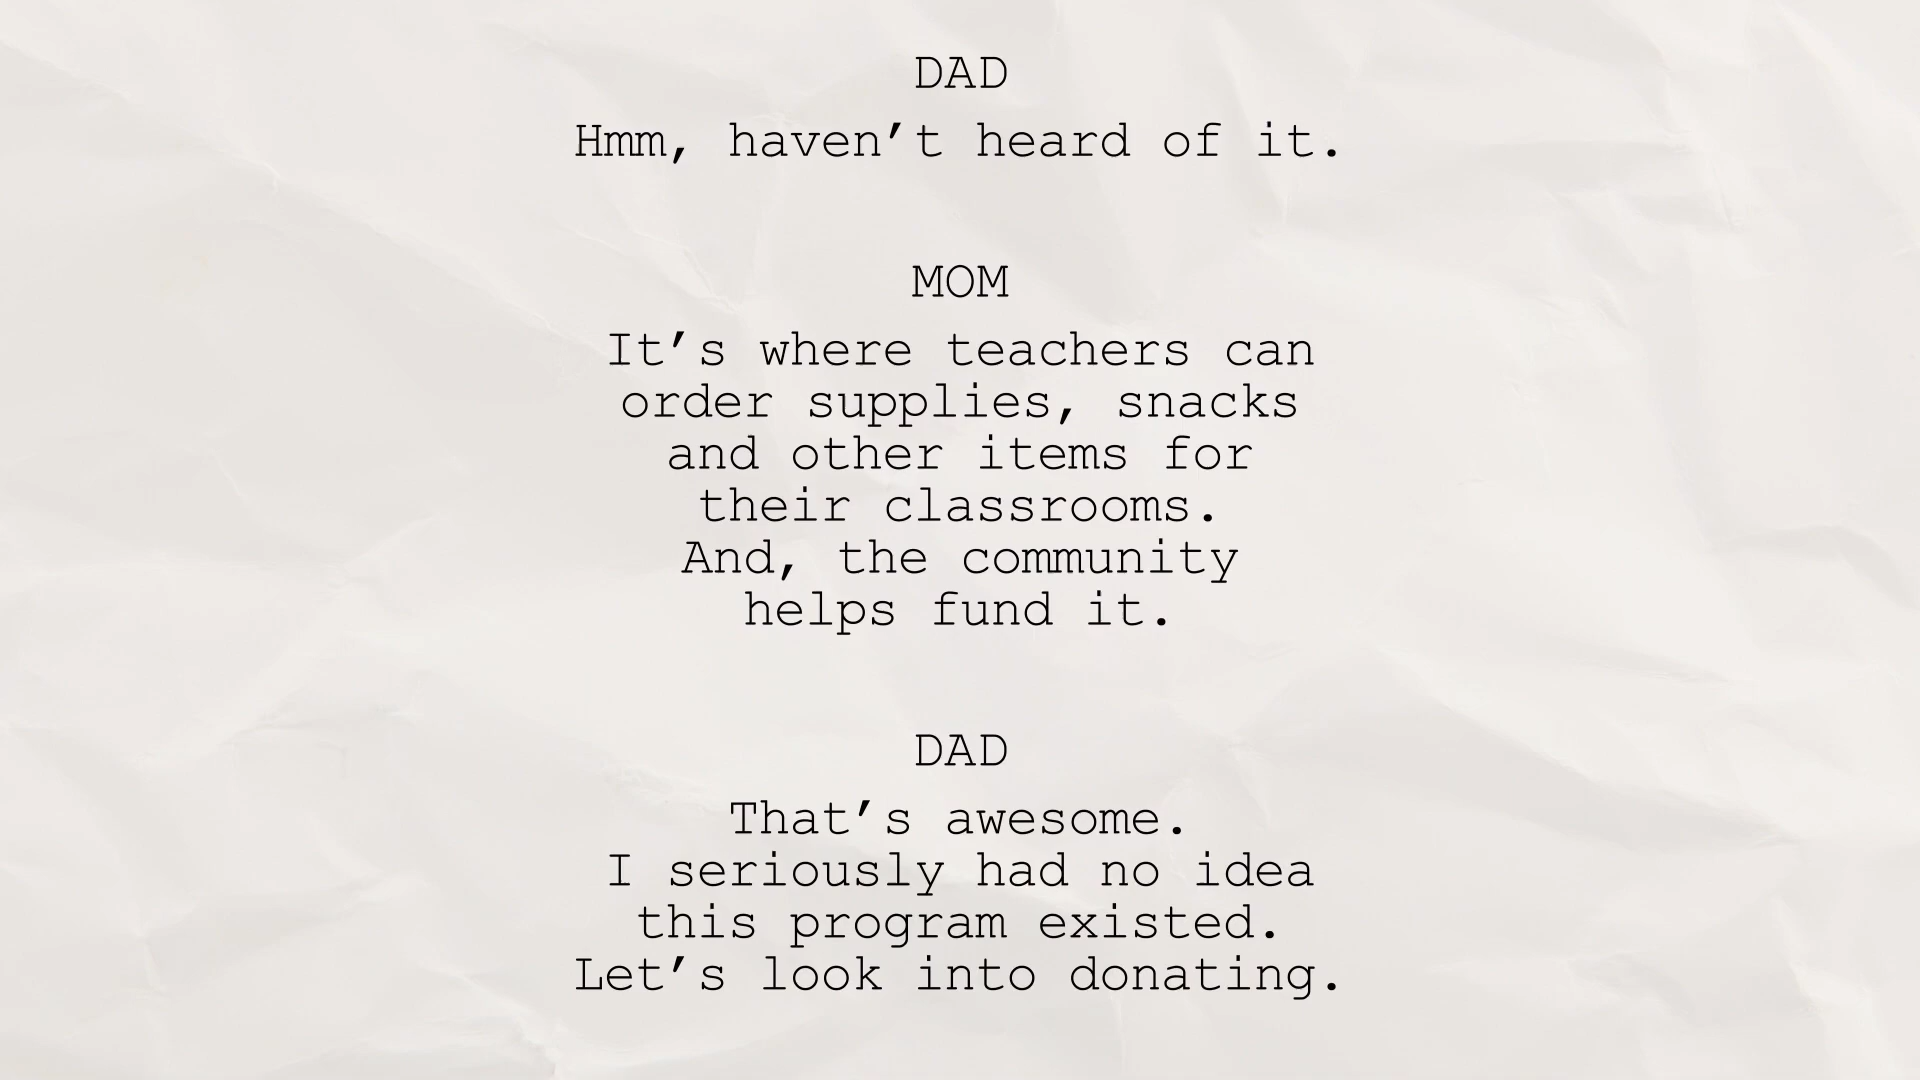 DAD
Hmm, haven’t heard of it.
MOM
It’s where teachers can
order supplies, snacks
and other items for
their classrooms.
And, the community
helps fund it.
DAD
That’s awesome.
I seriously had no idea
this program existed.
Let’s look into donating.